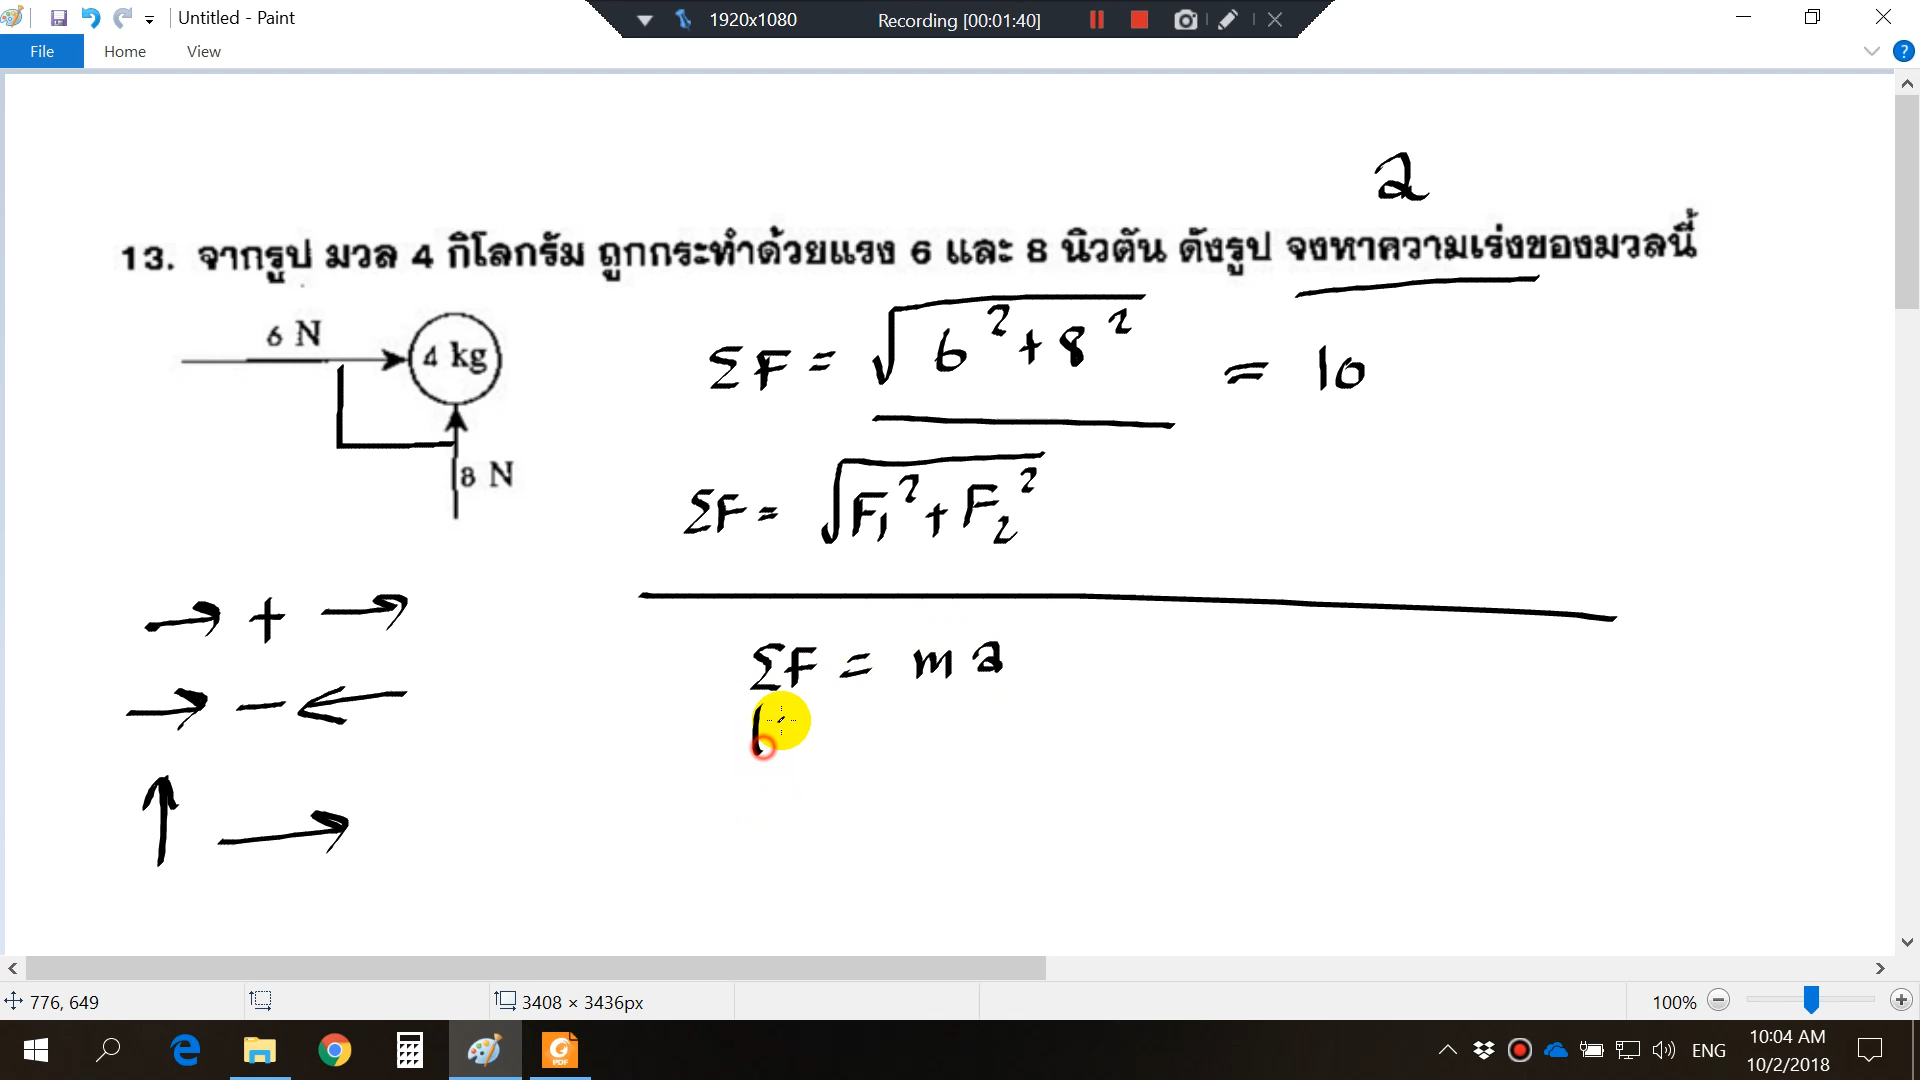 Untitled - Paint
1920x1080
Recording [00:01:40]
File
Home
View
?
a
13. จากรูป มวล 4 กิโลกรัม ถูกกระทำด้วยแรง 6 และ 8 นิวตัน ดังรูป จงหาความเร่งของมวลนี้
6 N
4 kg
8 N
ΣF = √6²+8² = 10
ΣF = √F₁²+F₂²
→ + →
→ - ←
↑ →
ΣF = m a
776, 649
3408 × 3436px
100%
PDF
ENG
10:04 AM
10/2/2018